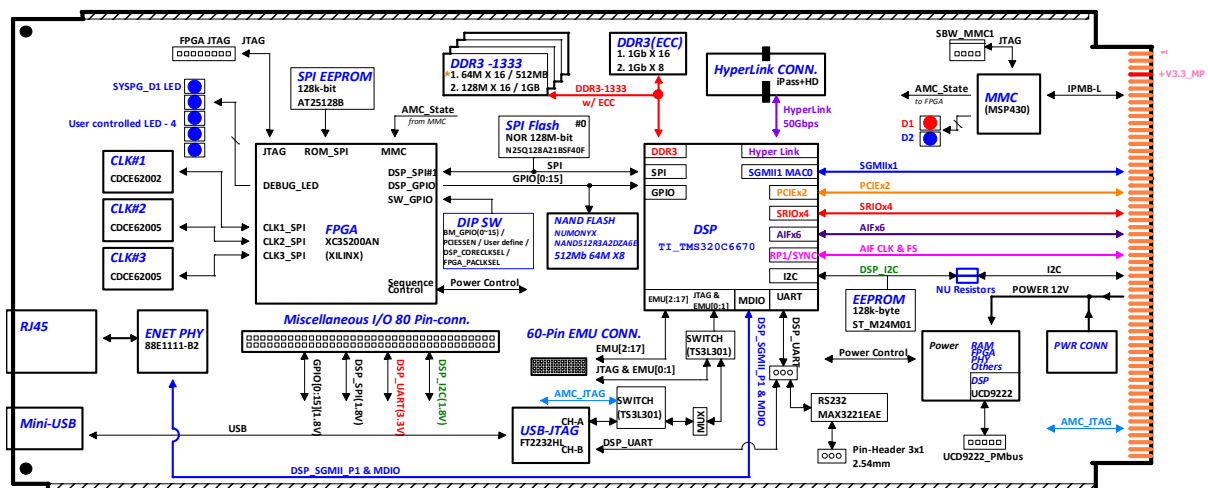 FPGA JTAG
JTAG
SYSPG_D1 LED
User controlled LED - 4
SPI EEPROM
128k-bit
AT25128B
AMC_State
from MMC
DDR3 -1333
*1. 64M X 16 / 512MB
2. 128M X 16 / 1GB
DDR3(ECC)
1. 1Gb X 16
2. 1Gb X 8
DDR3-1333
w/ ECC
HyperLink CONN.
iPass+HD
HyperLink
50Gbps
SBW_MMC1
JTAG
AMC_State
to FPGA
D1
D2
MMC
(MSP430)
IPMB-L
1
+V3.3_MP
SPI Flash
#0
NOR 128M-bit
N25Q128A21BSF40F
CLK#1
CDCE62002
CLK#2
CDCE62005
CLK#3
CDCE62005
JTAG
ROM_SPI
MMC
DSP_SPI#1
DSP_GPIO
SW_GPIO
DEBUG_LED
CLK1_SPI
CLK2_SPI
CLK3_SPI
FPGA
XC3S200AN
(XILINX)
Sequence
Control
Power Control
SPI
GPIO[0:15]
DIP SW
BM_GPIO(0~15) /
PCIESSEN / User define /
DSP_CORECLKSEL /
FPGA_PACLKSEL
NAND FLASH
NUMONYX
NAND512R3A2DZA6E
512Mb 64M X8
DDR3
SPI
GPIO
Hyper Link
SGMII1 MAC0
PCIEx2
SRIOx4
AIFx6
RP1/SYNC
I2C
UART
DSP
TI_TMS320C6670
EMU[2:17]
JTAG &
EMU[0:1]
MDIO
SGMIIx1
PCIEx2
SRIOx4
AIFx6
AIF CLK & FS
DSP_I2C
I2C
NU Resistors
POWER 12V
EEPROM
128k-byte
ST_M24M01
RJ45
ENET PHY
88E1111-B2
Miscellaneous I/O 80 Pin-conn.
GPIO[0:15](1.8V)
DSP_SPI(1.8V)
DSP_UART(3.3V)
DSP_I2C(1.8V)
60-Pin EMU CONN.
EMU[2:17]
JTAG & EMU[0:1]
SWITCH
(TS3L301)
DSP_SGMII_P1 & MDIO
DSP_UART
Power Control
Power
RAM
FPGA
PHY
Others
DSP
UCD9222
PWR CONN
AMC_JTAG
SWITCH
(TS3L301)
MUX
RS232
MAX3221EAE
Mini-USB
USB
USB-JTAG
FT2232HL
CH-A
CH-B
DSP_UART
Pin-Header 3x1
2.54mm
UCD9222_PMbus
AMC_JTAG
DSP_SGMII_P1 & MDIO